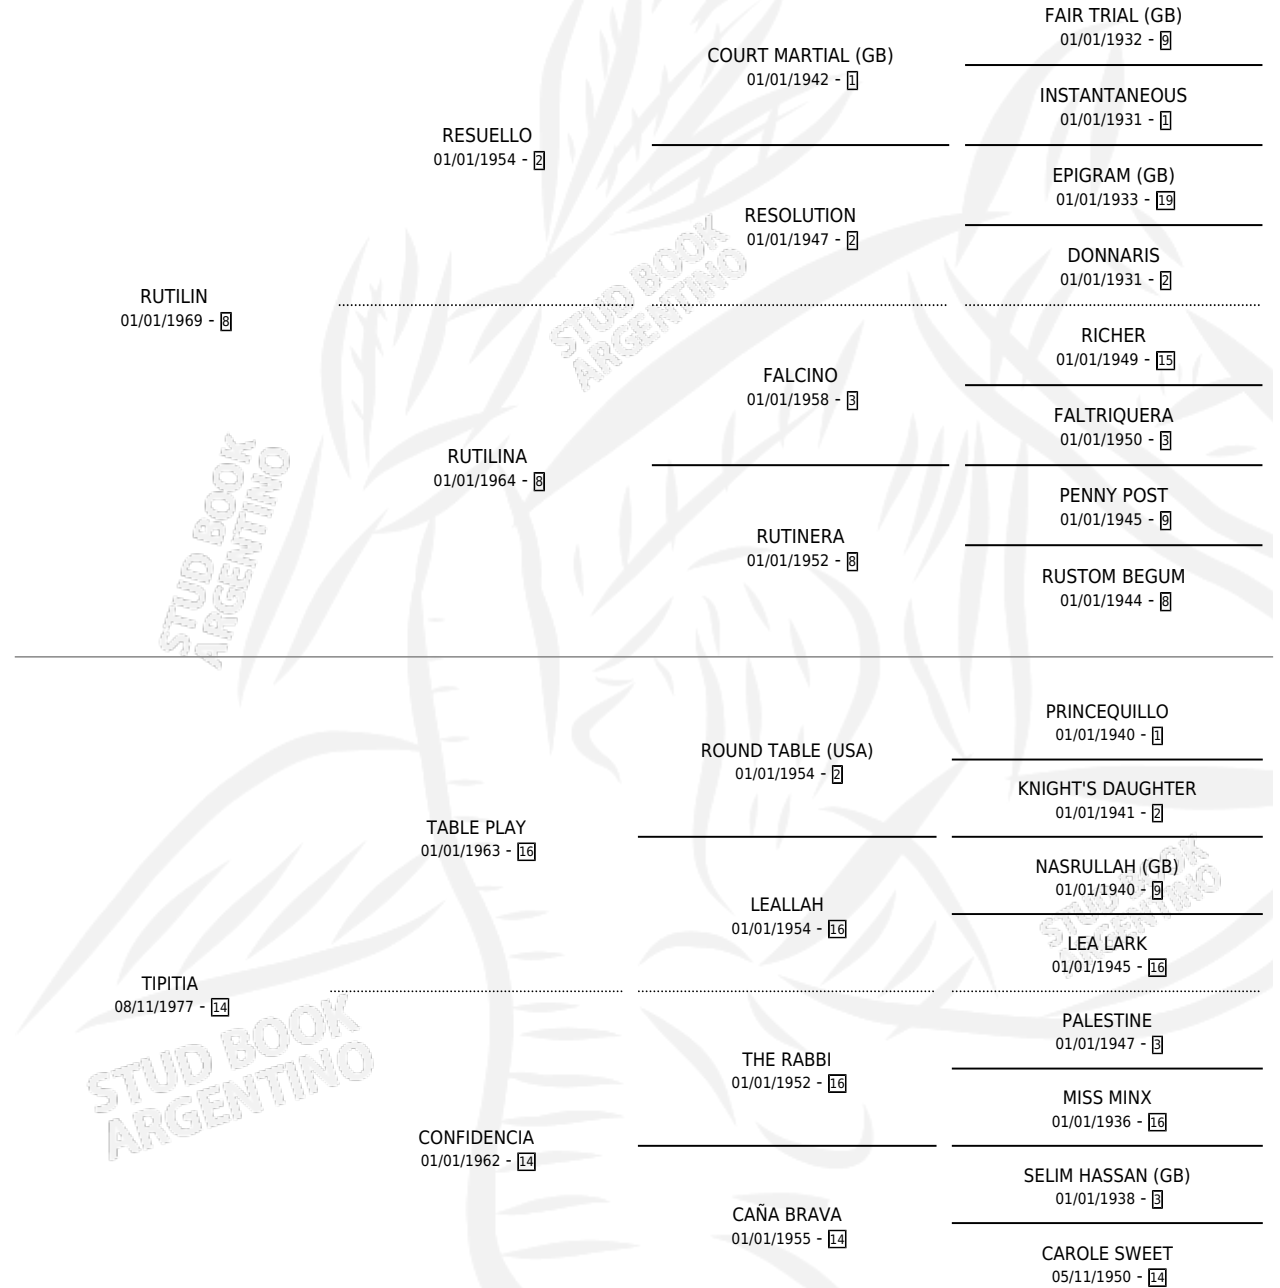 FAIR TRIAL (GB)
01/01/1932 - 9
COURT MARTIAL (GB)
01/01/1942 - 1
INSTANTANEOUS
01/01/1931 - 1
RESUELLO
01/01/1954 - 2
EPIGRAM (GB)
01/01/1933 - 19
RESOLUTION
01/01/1947 - 2
DONNARIS
01/01/1931 - 2
RUTILIN
01/01/1969 - 8
RICHER
01/01/1949 - 15
FALCINO
01/01/1958 - 3
FALTRIQUERA
01/01/1950 - 3
RUTILINA
01/01/1964 - 8
PENNY POST
01/01/1945 - 9
RUTINERA
01/01/1952 - 8
RUSTOM BEGUM
01/01/1944 - 8
STUD BOOK
ARGENTINO
STUD BOOK
ARGENTINO
PRINCEQUILLO
01/01/1940 - 1
ROUND TABLE (USA)
01/01/1954 - 2
KNIGHT'S DAUGHTER
01/01/1941 - 2
TABLE PLAY
01/01/1963 - 16
NASRULLAH (GB)
01/01/1940 - 9
LEALLAH
01/01/1954 - 16
LEA LARK
01/01/1945 - 16
TIPITIA
08/11/1977 - 14
PALESTINE
01/01/1947 - 3
THE RABBI
01/01/1952 - 16
MISS MINX
01/01/1936 - 16
CONFIDENCIA
01/01/1962 - 14
SELIM HASSAN (GB)
01/01/1938 - 3
CAÑA BRAVA
01/01/1955 - 14
CAROLE SWEET
05/11/1950 - 14
STUD BOOK
ARGENTINO
STUD BOOK
ARGENTINO